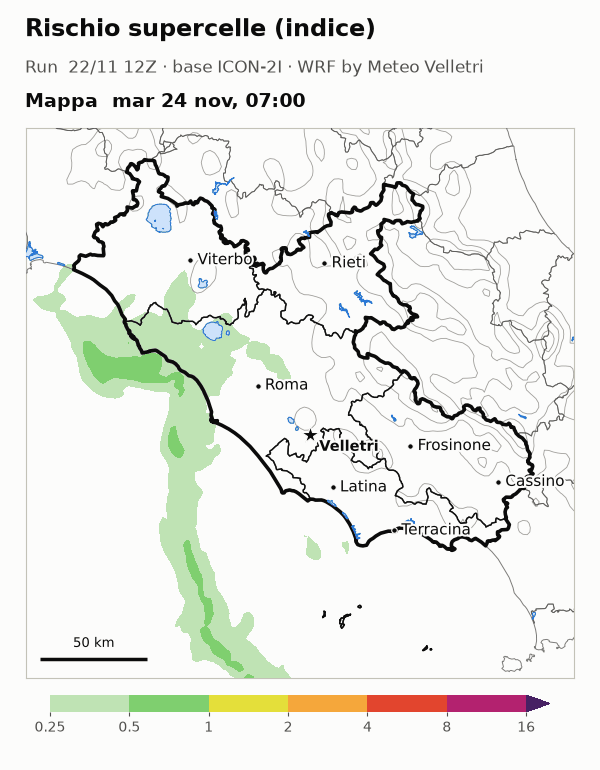 Rischio supercelle (indice)
Run  22/11 12Z · base ICON-2I · WRF by Meteo Velletri
Mappa  mar 24 nov, 07:00
Viterbo
Rieti
Roma
Velletri
Frosinone
Cassino
Latina
Terracina
50 km
0.25 0.5 1 2 4 8 16